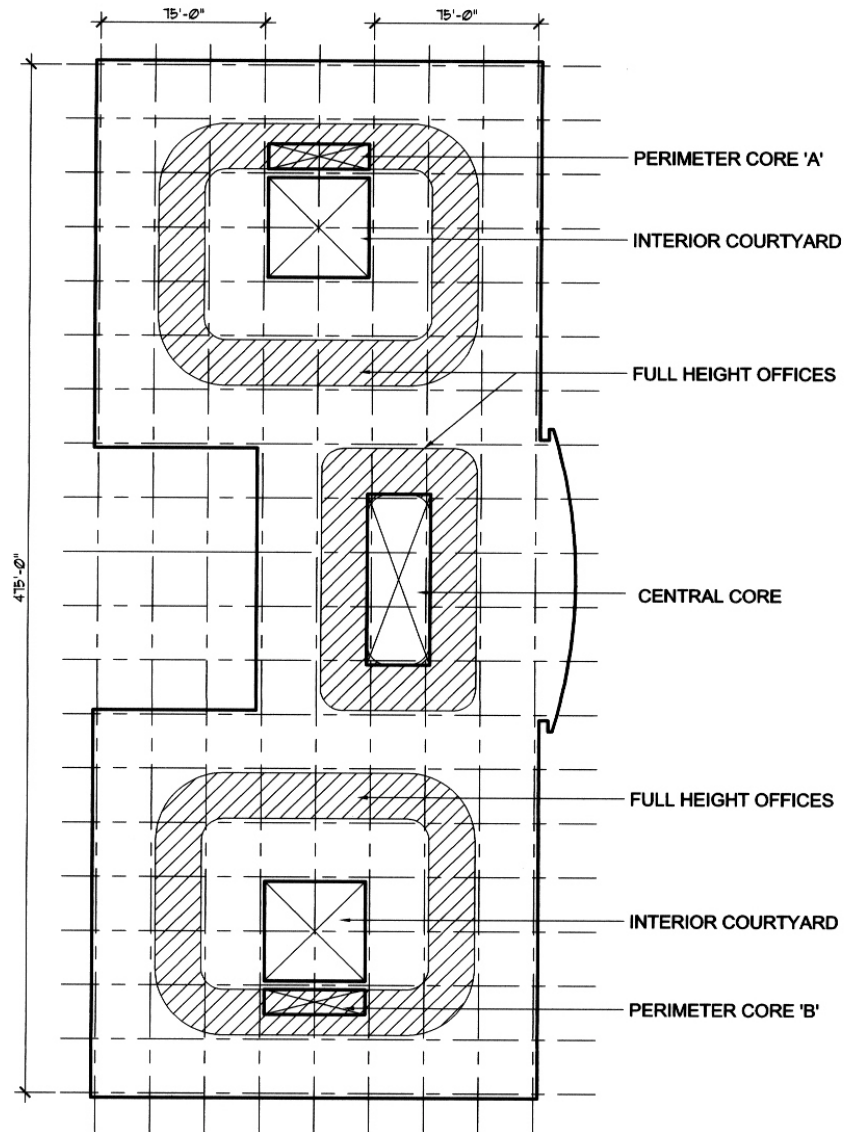 75'-0"
75'-0"
475'-0"
PERIMETER CORE 'A'
INTERIOR COURTYARD
FULL HEIGHT OFFICES
CENTRAL CORE
FULL HEIGHT OFFICES
INTERIOR COURTYARD
PERIMETER CORE 'B'